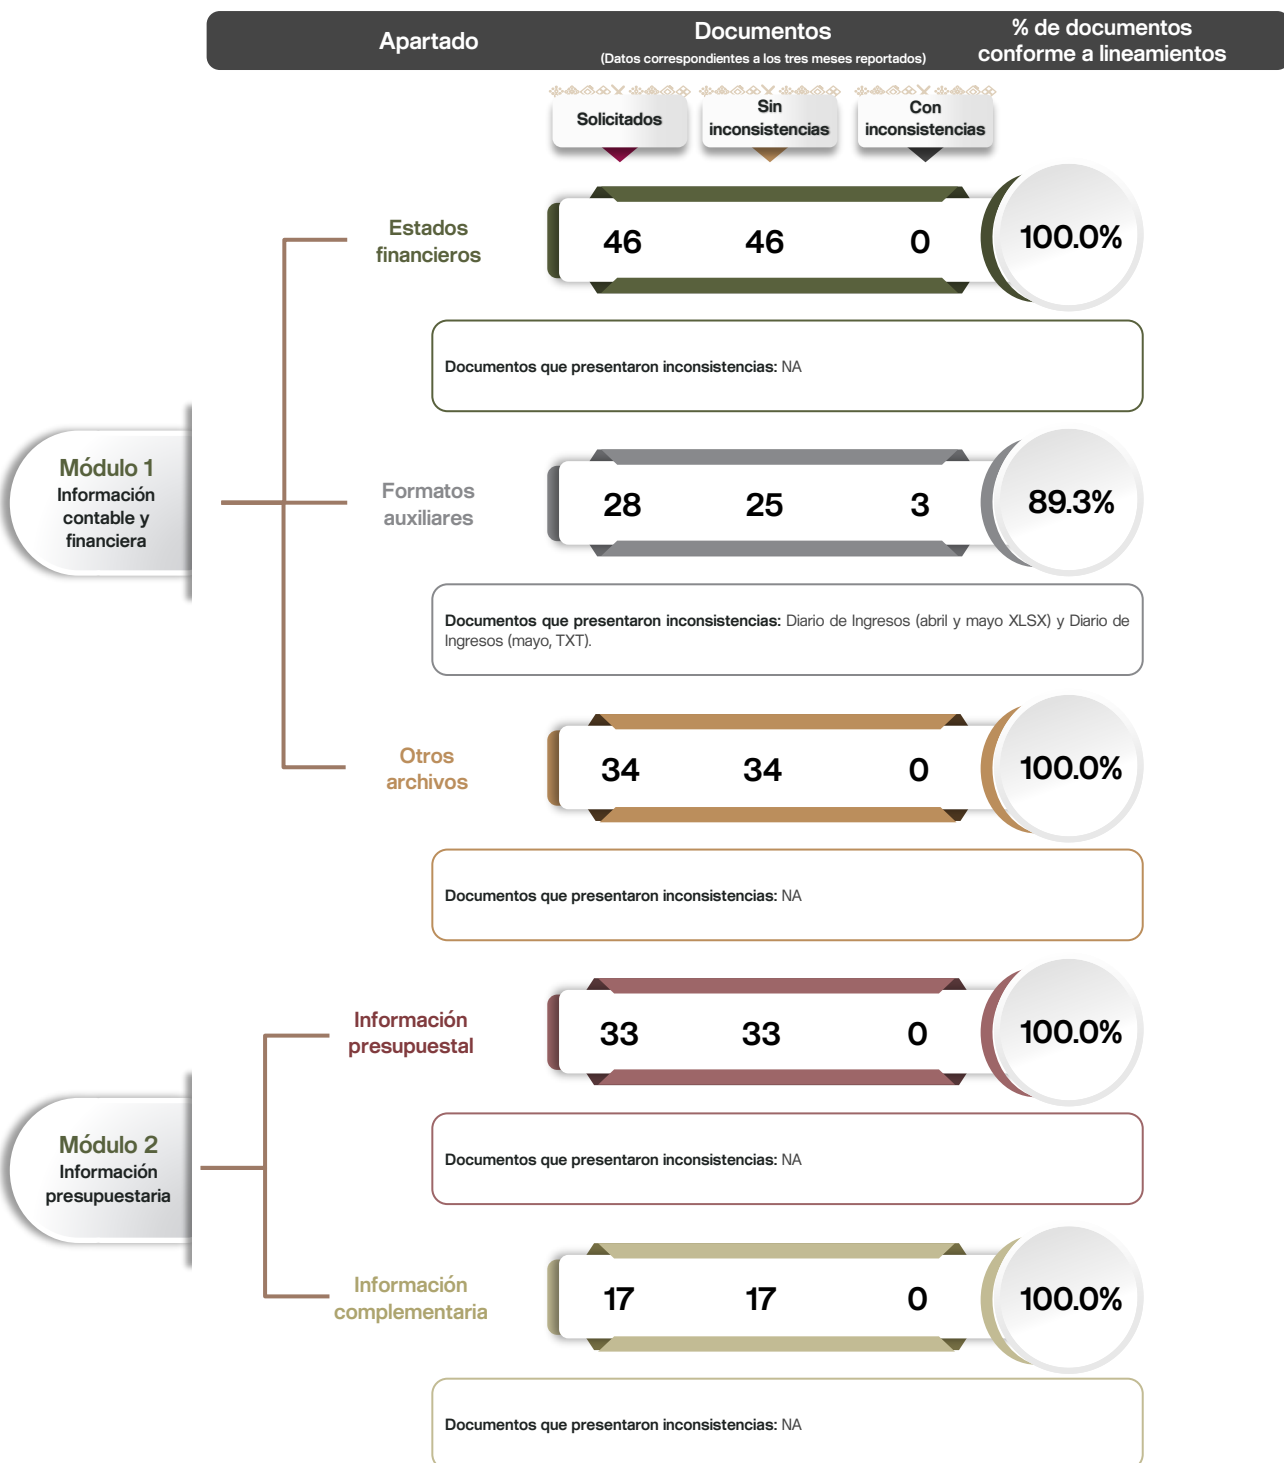 Apartado
Documentos
(Datos correspondientes a los tres meses reportados)
% de documentos
conforme a lineamientos
Solicitados
Sin
inconsistencias
Con
inconsistencias
Módulo 1
Información
contable y
financiera
Estados
financieros
46 46 0 100.0%
Documentos que presentaron inconsistencias: NA
Formatos
auxiliares
28 25 3 89.3%
Documentos que presentaron inconsistencias: Diario de Ingresos (abril y mayo XLSX) y Diario de
Ingresos (mayo, TXT).
Otros
archivos
34 34 0 100.0%
Documentos que presentaron inconsistencias: NA
Módulo 2
Información
presupuestaria
Información
presupuestal
33 33 0 100.0%
Documentos que presentaron inconsistencias: NA
Información
complementaria
17 17 0 100.0%
Documentos que presentaron inconsistencias: NA